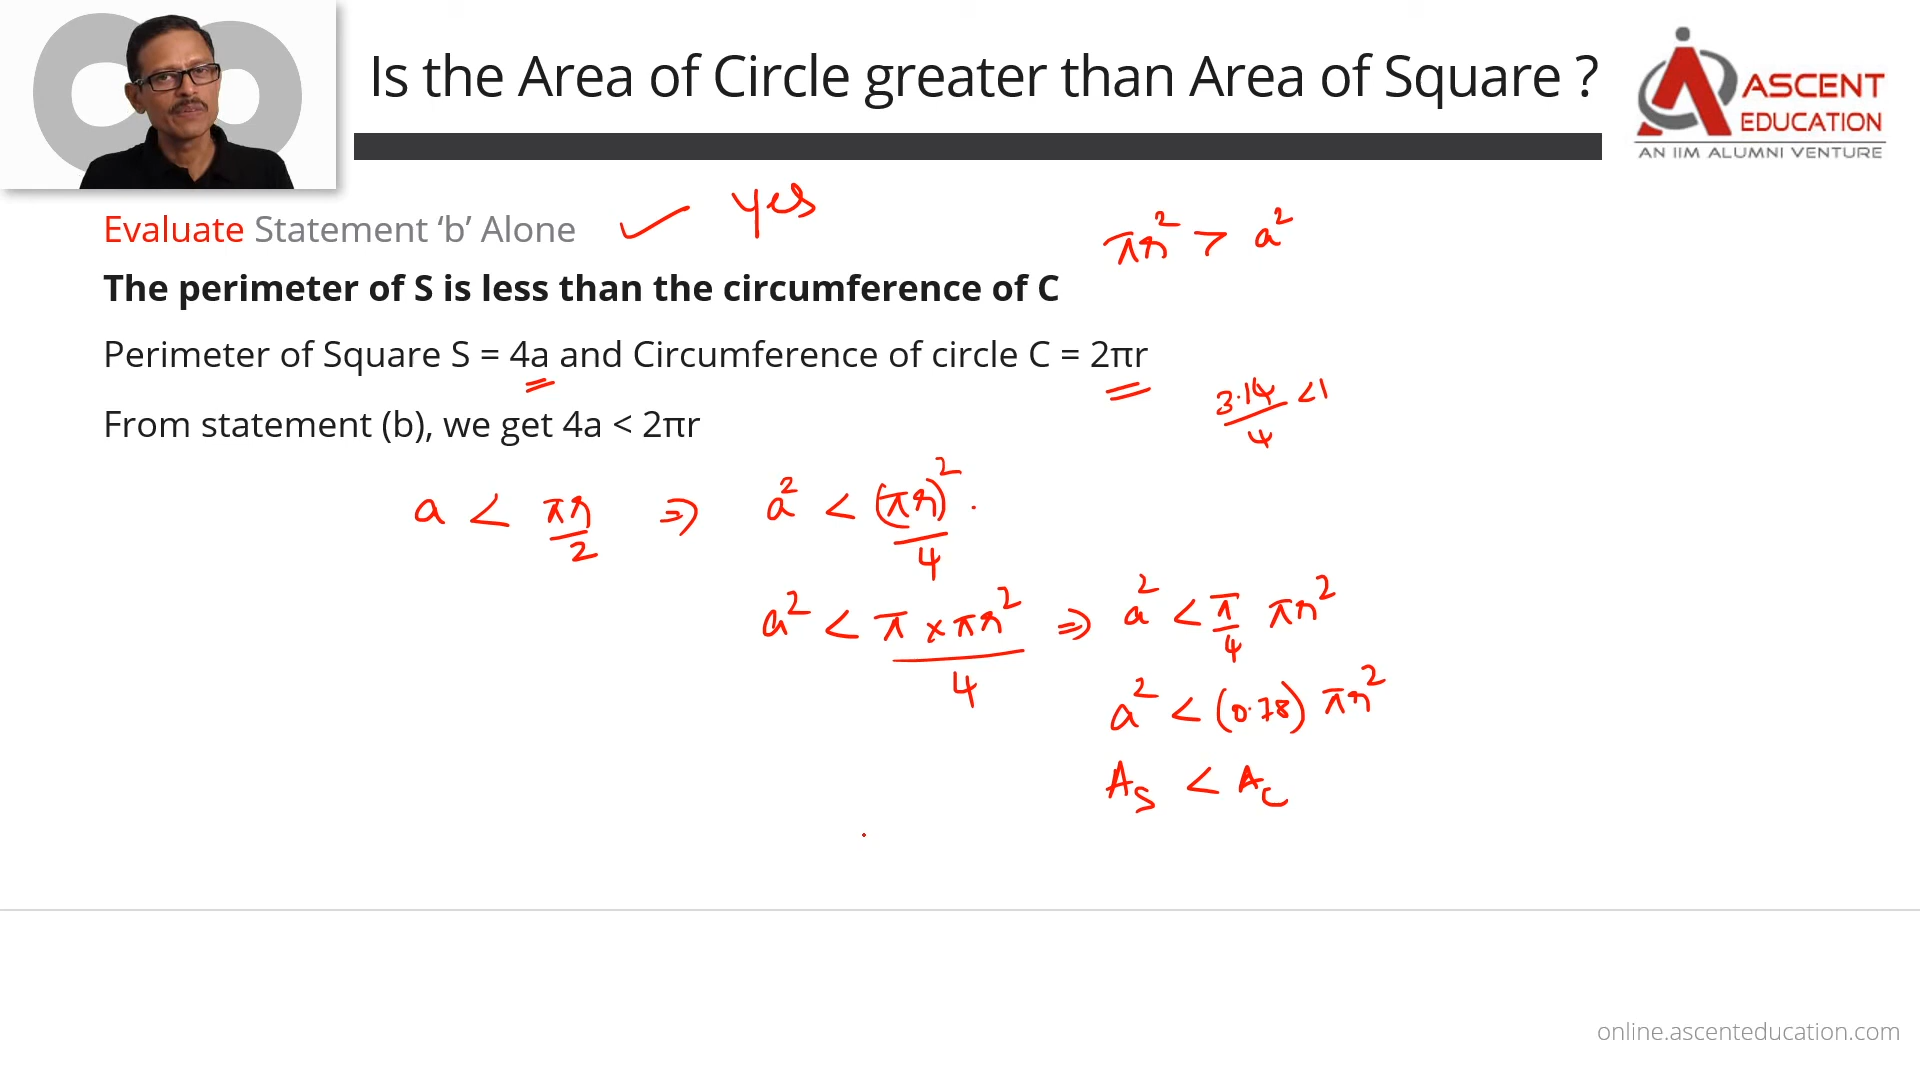 Is the Area of Circle greater than Area of Square ?
ASCENT
EDUCATION
AN IIM ALUMNI VENTURE
Evaluate Statement ‘b’ Alone ✓ yes
πr² > a²
The perimeter of S is less than the circumference of C
Perimeter of Square S = 4a and Circumference of circle C = 2πr
3.14/4 < 1
From statement (b), we get 4a < 2πr
a < πr/2 ⇒ a² < (πr)²/4
a² < π × πr²/4 ⇒ a² < π/4 πr²
a² < (0.78) πr²
A_S < A_C
online.ascenteducation.com